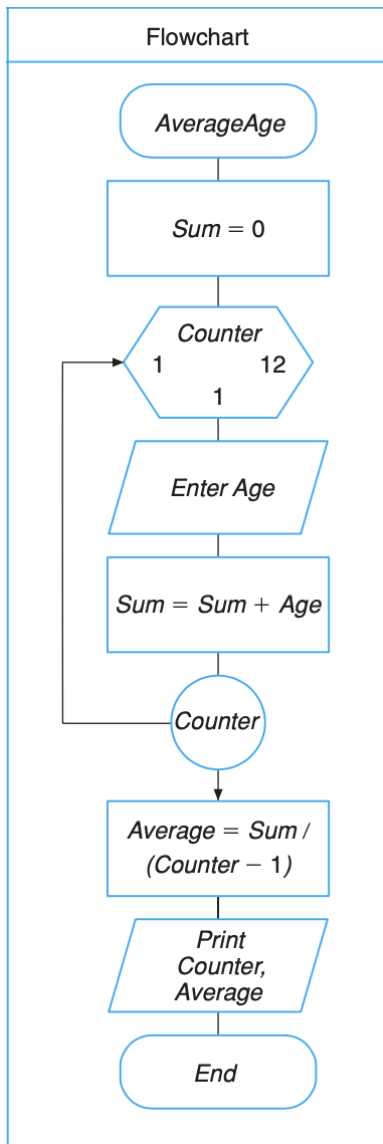 Flowchart
AverageAge
Sum = 0
Counter
1 12
1
Enter Age
Sum = Sum + Age
Counter
Average = Sum /
(Counter − 1)
Print
Counter,
Average
End